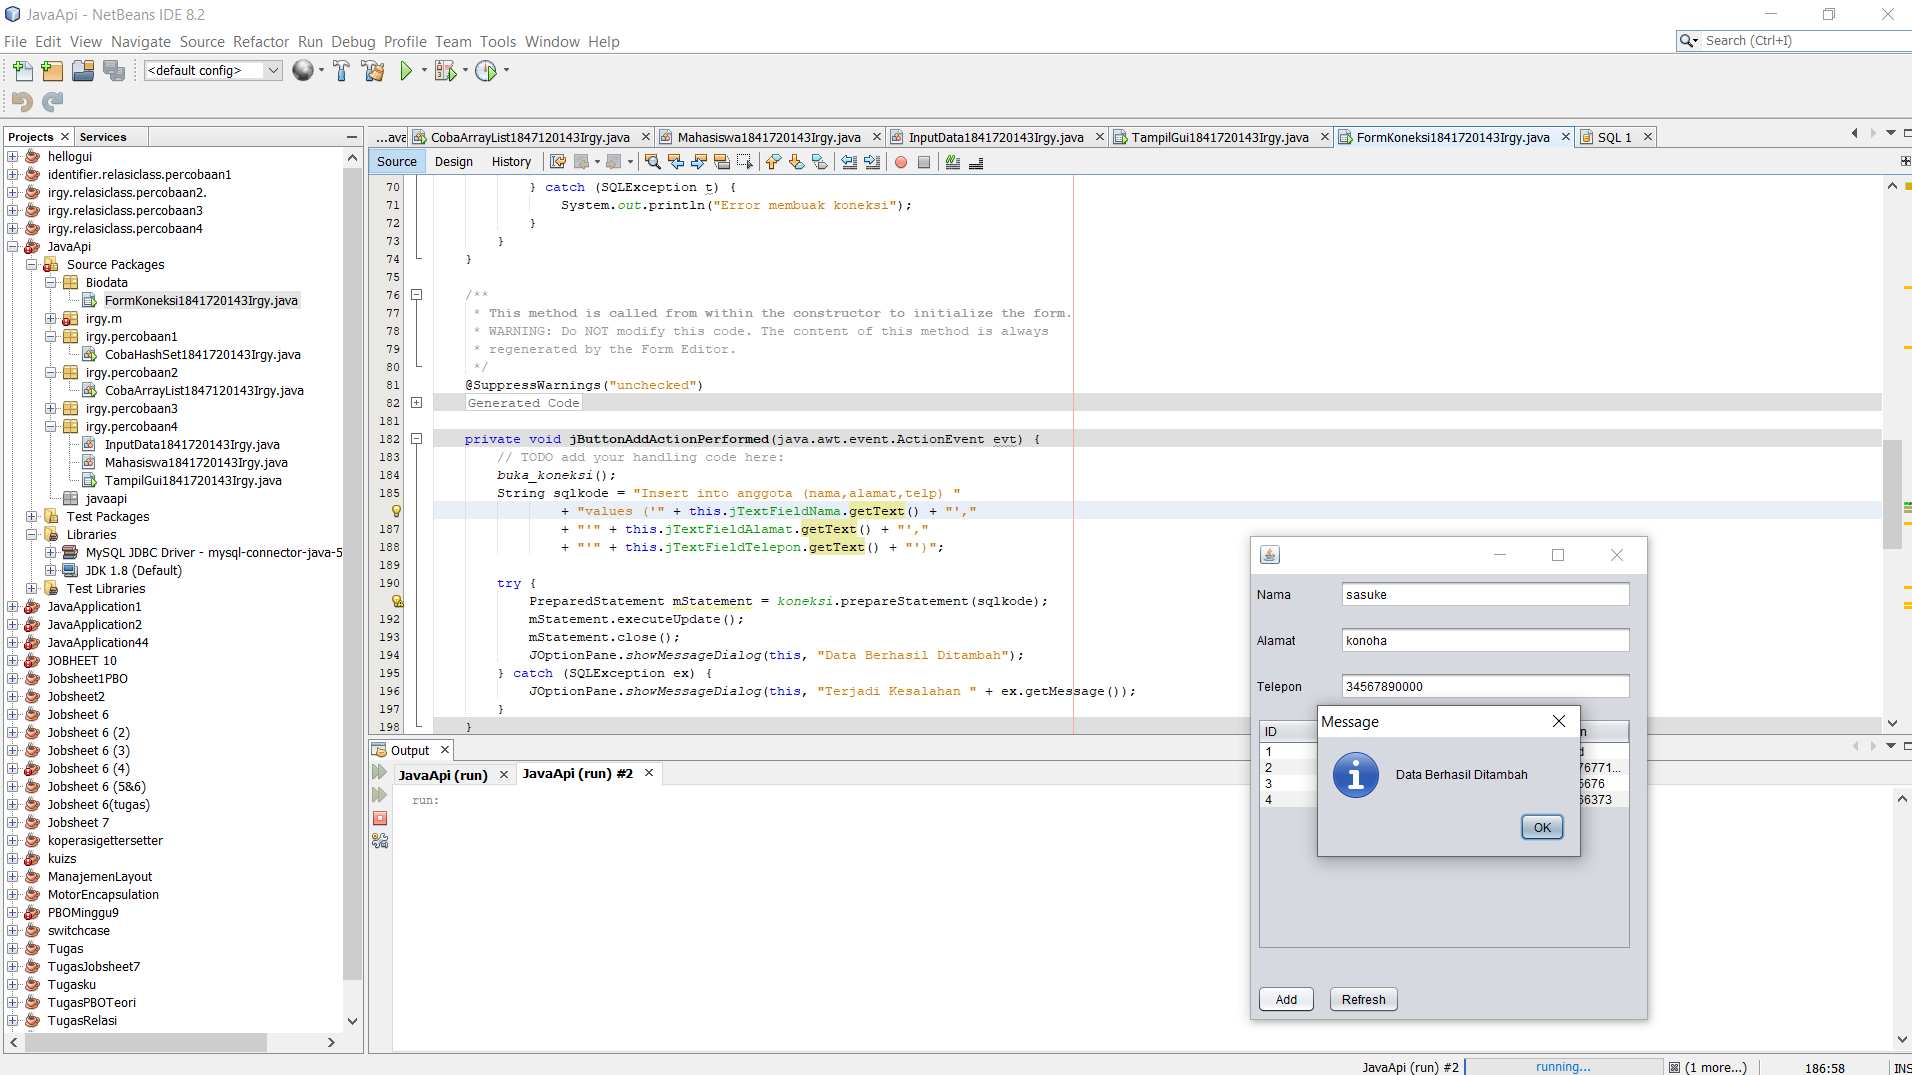 JavaApi - NetBeans IDE 8.2
File Edit View Navigate Source Refactor Run Debug Profile Team Tools Window Help
Search (Ctrl+I)
<default config>
Projects
Services
...ava
CobaArrayList1847120143Irgy.java
Mahasiswa1841720143Irgy.java
InputData1841720143Irgy.java
TampilGui1841720143Irgy.java
FormKoneksi1841720143Irgy.java
SQL 1
Source Design History
hellogui
identifier.relasiclass.percobaan1
irgy.relasiclass.percobaan2.
irgy.relasiclass.percobaan3
irgy.relasiclass.percobaan4
JavaApi
Source Packages
Biodata
FormKoneksi1841720143Irgy.java
irgy.m
irgy.percobaan1
CobaHashSet1841720143Irgy.java
irgy.percobaan2
CobaArrayList1847120143Irgy.java
irgy.percobaan3
irgy.percobaan4
InputData1841720143Irgy.java
Mahasiswa1841720143Irgy.java
TampilGui1841720143Irgy.java
javaapi
Test Packages
Libraries
MySQL JDBC Driver - mysql-connector-java-5
JDK 1.8 (Default)
Test Libraries
JavaApplication1
JavaApplication2
JavaApplication44
JOBHEET 10
Jobsheet1PBO
Jobsheet2
Jobsheet 6
Jobsheet 6 (2)
Jobsheet 6 (3)
Jobsheet 6 (4)
Jobsheet 6 (5&6)
Jobsheet 6(tugas)
Jobsheet 7
koperasigettersetter
kuizs
ManajemenLayout
MotorEncapsulation
PBOMinggu9
switchcase
Tugas
TugasJobsheet7
Tugasku
TugasPBOTeori
TugasRelasi
70 } catch (SQLException t) {
71 System.out.println("Error membuak koneksi");
72 }
73 }
74 }
75
76 /**
77 * This method is called from within the constructor to initialize the form.
78 * WARNING: Do NOT modify this code. The content of this method is always
79 * regenerated by the Form Editor.
80 */
81 @SuppressWarnings("unchecked")
82 Generated Code
181
182 private void jButtonAddActionPerformed(java.awt.event.ActionEvent evt) {
183 // TODO add your handling code here:
184 buka_koneksi();
185 String sqlkode = "Insert into anggota (nama,alamat,telp) "
+ "values ('" + this.jTextFieldNama.getText() + "',"
187 + "'" + this.jTextFieldAlamat.getText() + "',"
188 + "'" + this.jTextFieldTelepon.getText() + "')";
189
190 try {
PreparedStatement mStatement = koneksi.prepareStatement(sqlkode);
192 mStatement.executeUpdate();
193 mStatement.close();
194 JOptionPane.showMessageDialog(this, "Data Berhasil Ditambah");
195 } catch (SQLException ex) {
196 JOptionPane.showMessageDialog(this, "Terjadi Kesalahan " + ex.getMessage());
197 }
198 }
Output
JavaApi (run)
JavaApi (run) #2
run:
Nama sasuke
Alamat konoha
Telepon 34567890000
ID
1
2 76771...
3 5676
4 66373
Message
Data Berhasil Ditambah
OK
Add Refresh
JavaApi (run) #2 running... (1 more...) 186:58 INS